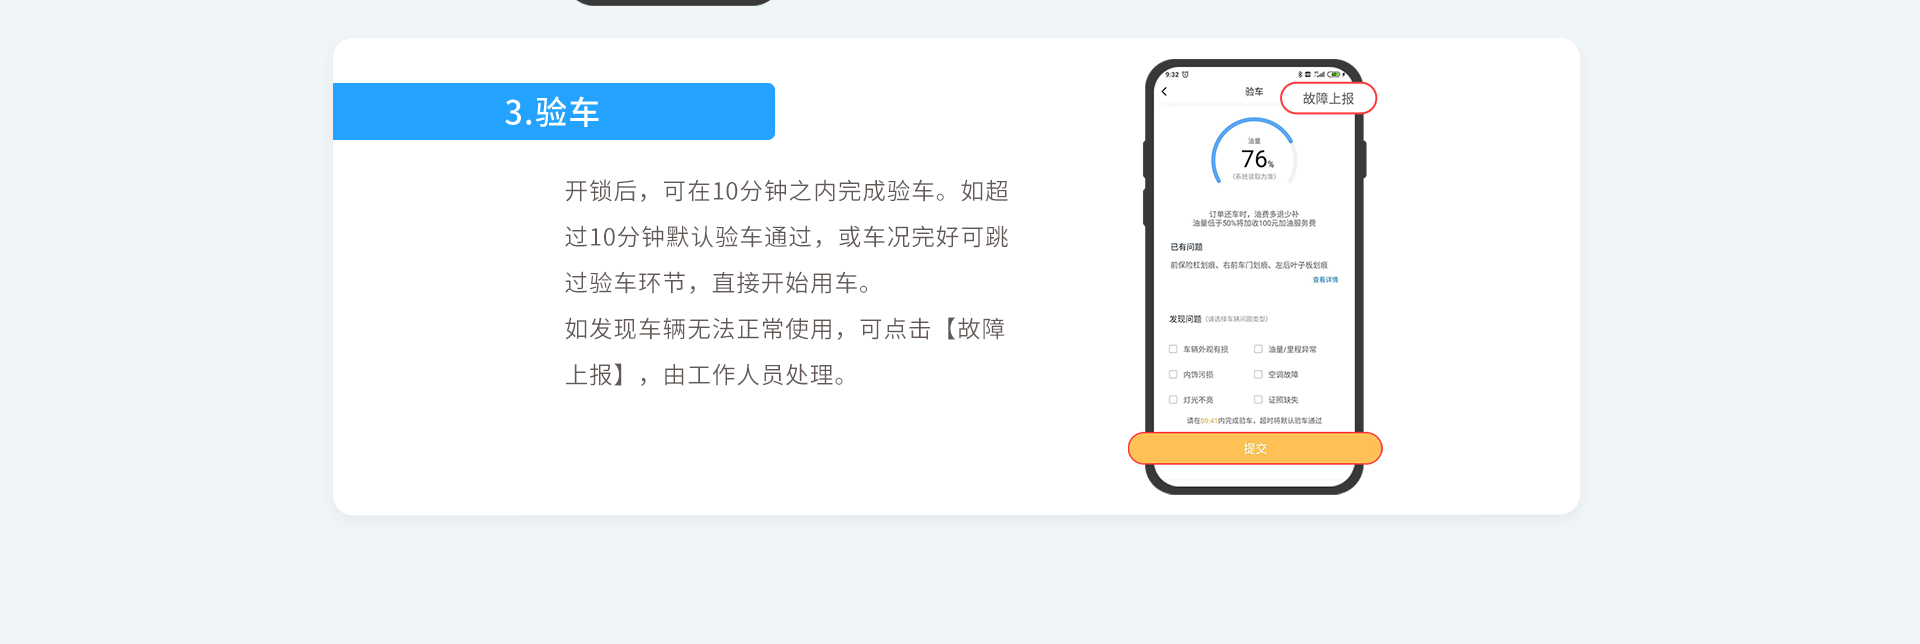 3.验车
开锁后，可在10分钟之内完成验车。如超
过10分钟默认验车通过，或车况完好可跳
过验车环节，直接开始用车。
如发现车辆无法正常使用，可点击【故障
上报】，由工作人员处理。
9:32
验车
故障上报
油量
76%
（系统读取为准）
订单还车时，油费多退少补
油量低于50%将加收100元加油服务费
已有问题
前保险杠划痕、右前车门划痕、左后叶子板划痕
查看详情
发现问题（请选择车辆问题类型）
车辆外观有损 油量/里程异常
内饰污损 空调故障
灯光不亮 证照缺失
请在09:41内完成验车，超时将默认验车通过
提交